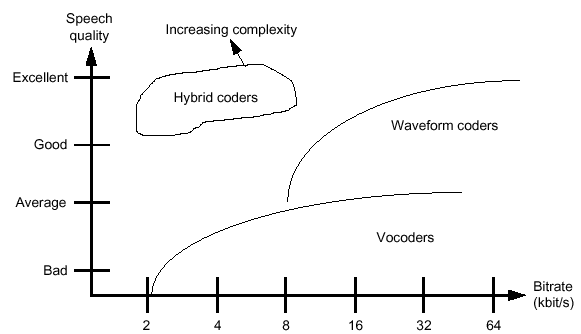 Speech
quality
Increasing complexity
Excellent
Hybrid coders
Waveform coders
Good
Average
Vocoders
Bad
Bitrate
(kbit/s)
2 4 8 16 32 64